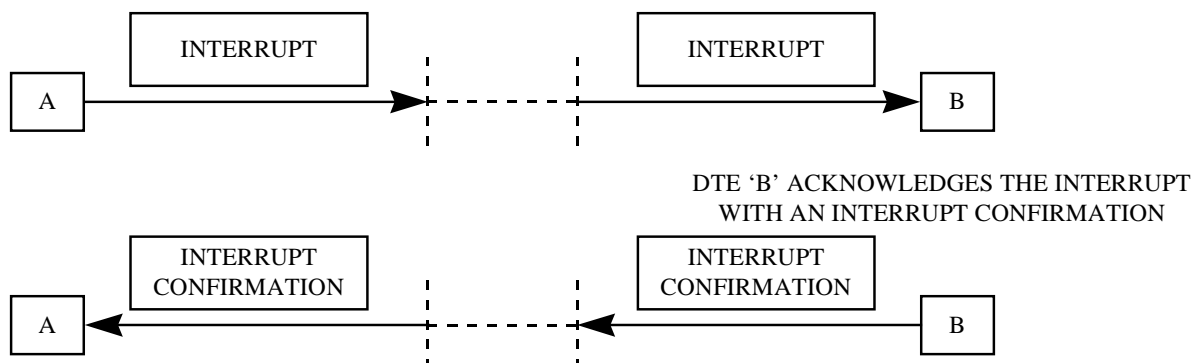 INTERRUPT
INTERRUPT
A
B
DTE ‘B’ ACKNOWLEDGES THE INTERRUPT
WITH AN INTERRUPT CONFIRMATION
INTERRUPT
CONFIRMATION
INTERRUPT
CONFIRMATION
A
B